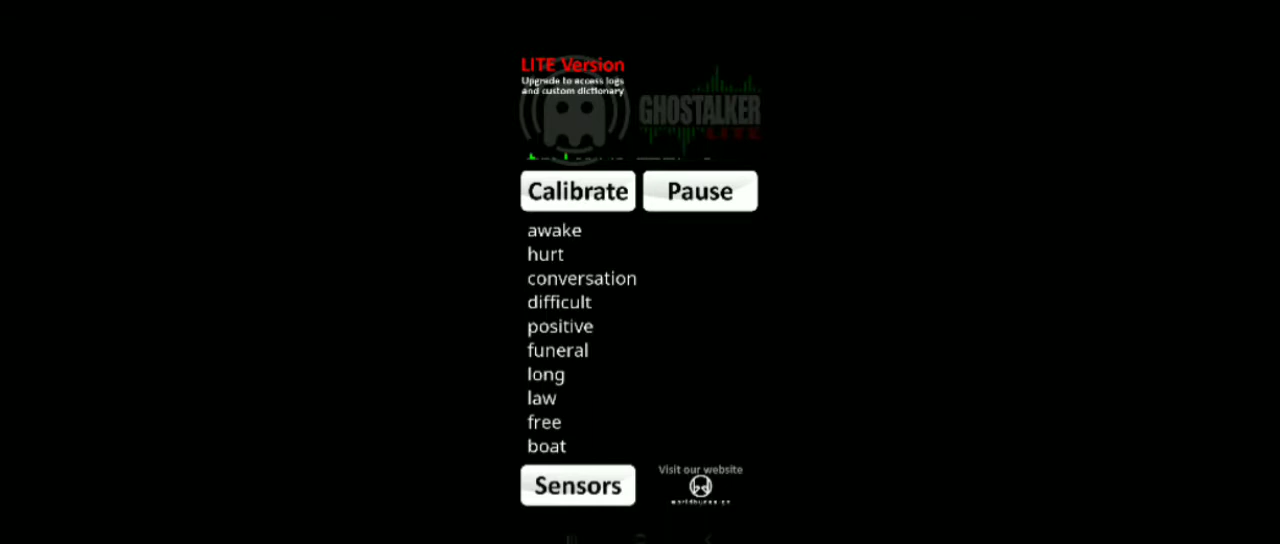 LITE Version
Upgrade to access logs
and custom dictionary
GHOSTALKER
LITE
Calibrate
Pause
awake
hurt
conversation
difficult
positive
funeral
long
law
free
boat
Sensors
Visit our website